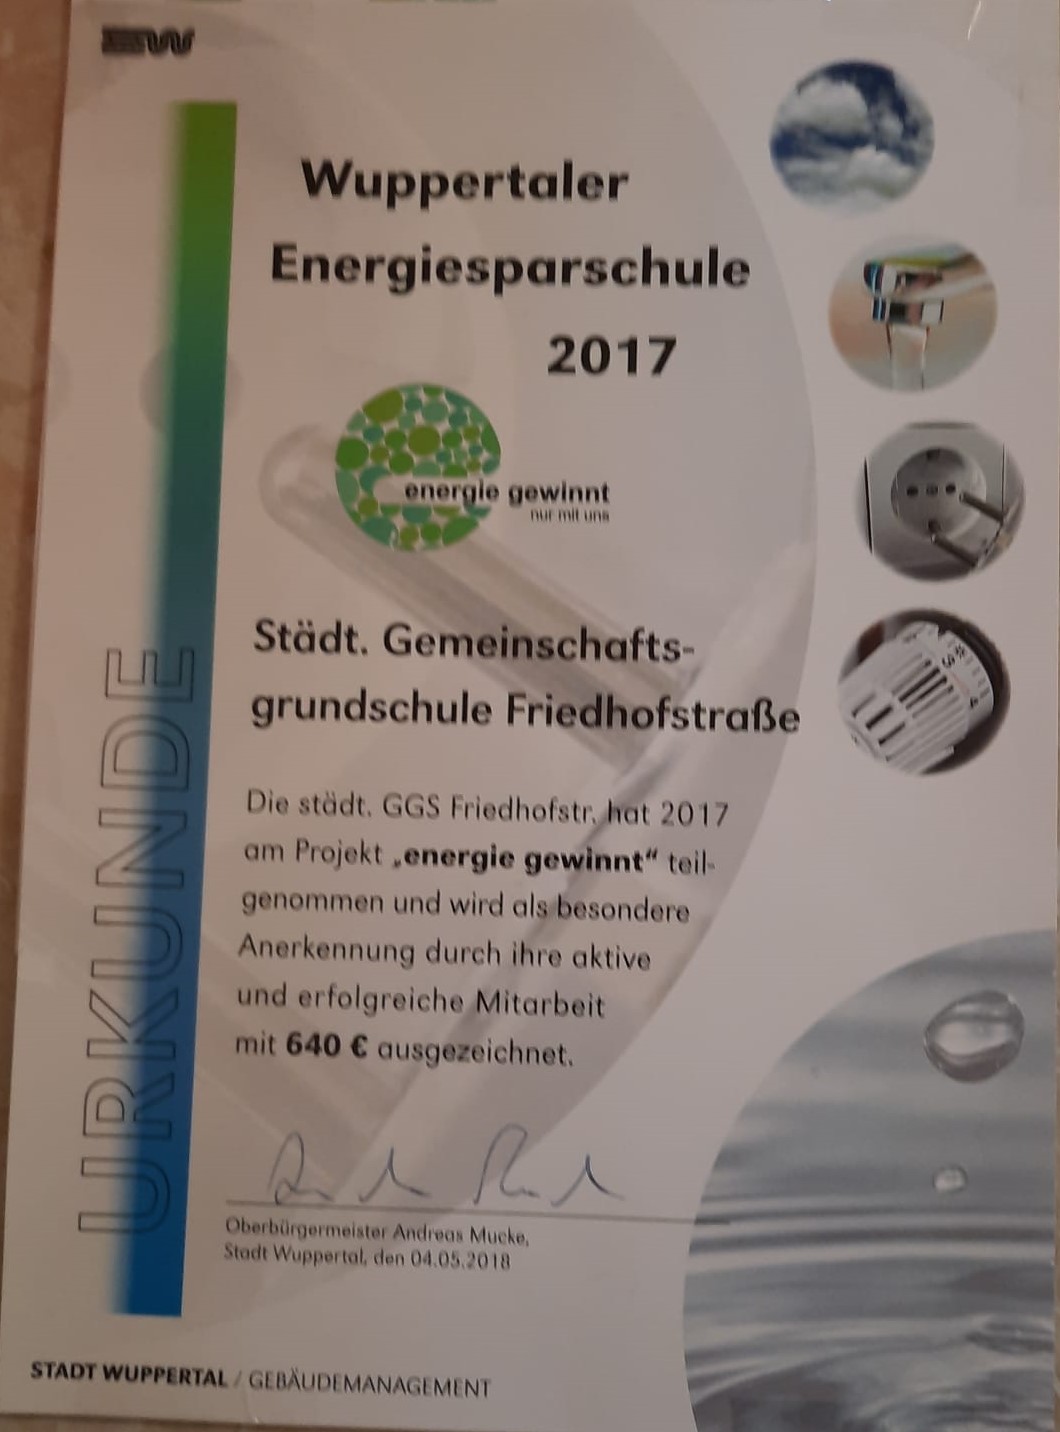 Wuppertaler
Energiesparschule
2017
energie gewinnt
nur mit uns
Städt. Gemeinschafts-
grundschule Friedhofstraße
Die städt. GGS Friedhofstr. hat 2017
am Projekt „energie gewinnt“ teil-
genommen und wird als besondere
Anerkennung durch ihre aktive
und erfolgreiche Mitarbeit
mit 640 € ausgezeichnet.
Oberbürgermeister Andreas Mucke,
Stadt Wuppertal, den 04.05.2018
URKUNDE
STADT WUPPERTAL / GEBÄUDEMANAGEMENT